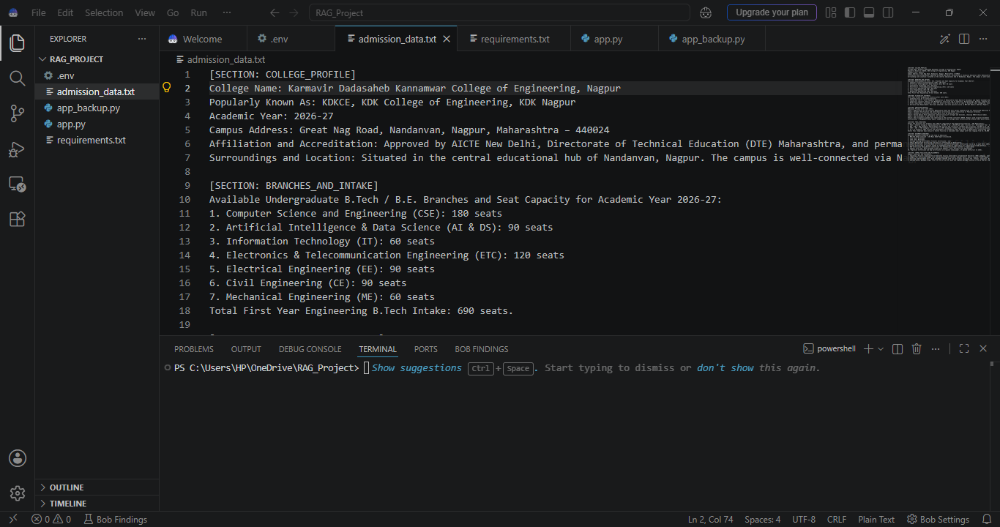 File Edit Selection View Go Run ··· RAG_Project Upgrade your plan
EXPLORER ···
RAG_PROJECT
.env
admission_data.txt
app_backup.py
app.py
requirements.txt
OUTLINE
TIMELINE
Welcome .env admission_data.txt requirements.txt app.py app_backup.py ···
admission_data.txt
1 [SECTION: COLLEGE_PROFILE]
2 College Name: Karmavir Dadasaheb Kannamwar College of Engineering, Nagpur
3 Popularly Known As: KDKCE, KDK College of Engineering, KDK Nagpur
4 Academic Year: 2026-27
5 Campus Address: Great Nag Road, Nandanvan, Nagpur, Maharashtra – 440024
6 Affiliation and Accreditation: Approved by AICTE New Delhi, Directorate of Technical Education (DTE) Maharashtra, and perma
7 Surroundings and Location: Situated in the central educational hub of Nandanvan, Nagpur. The campus is well-connected via N
8
9 [SECTION: BRANCHES_AND_INTAKE]
10 Available Undergraduate B.Tech / B.E. Branches and Seat Capacity for Academic Year 2026-27:
11 1. Computer Science and Engineering (CSE): 180 seats
12 2. Artificial Intelligence & Data Science (AI & DS): 90 seats
13 3. Information Technology (IT): 60 seats
14 4. Electronics & Telecommunication Engineering (ETC): 120 seats
15 5. Electrical Engineering (EE): 90 seats
16 6. Civil Engineering (CE): 90 seats
17 7. Mechanical Engineering (ME): 60 seats
18 Total First Year Engineering B.Tech Intake: 690 seats.
19
PROBLEMS OUTPUT DEBUG CONSOLE TERMINAL PORTS BOB FINDINGS powershell ···
PS C:\Users\HP\OneDrive\RAG_Project> Show suggestions Ctrl + Space . Start typing to dismiss or don't show this again.
0 0 Bob Findings Ln 2, Col 74 Spaces: 4 UTF-8 CRLF Plain Text Bob Settings